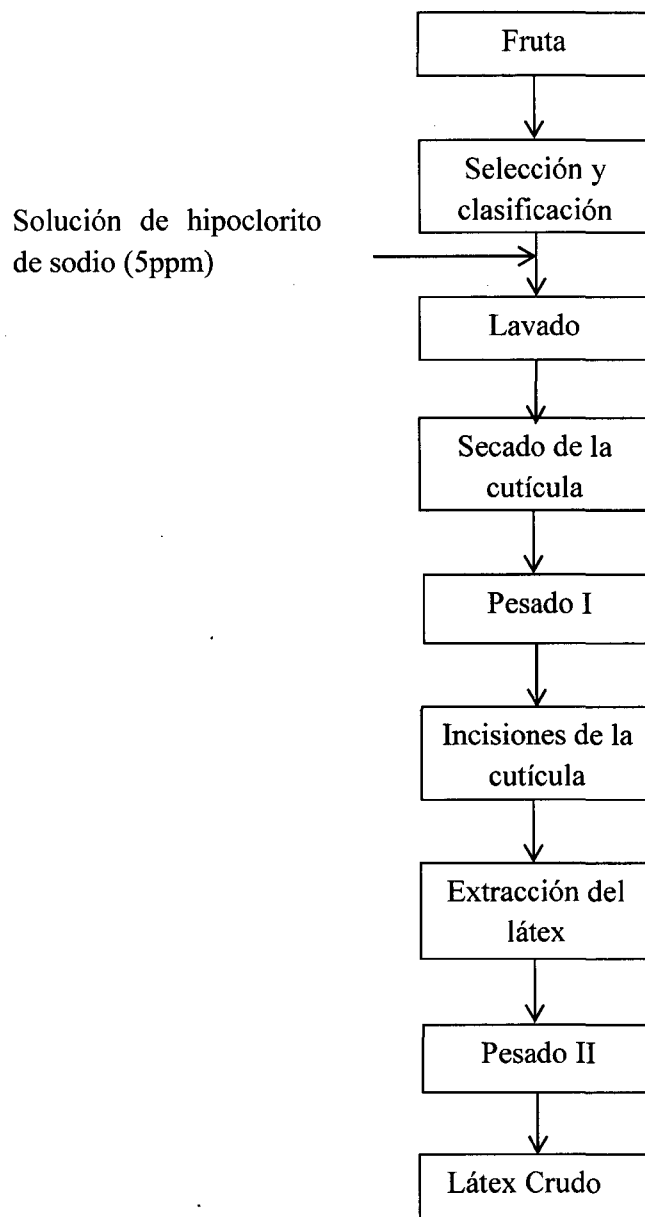 Fruta
Selección y
clasificación
Solución de hipoclorito
de sodio (5ppm)
Lavado
Secado de la
cutícula
Pesado I
Incisiones de la
cutícula
Extracción del
látex
Pesado II
Látex Crudo